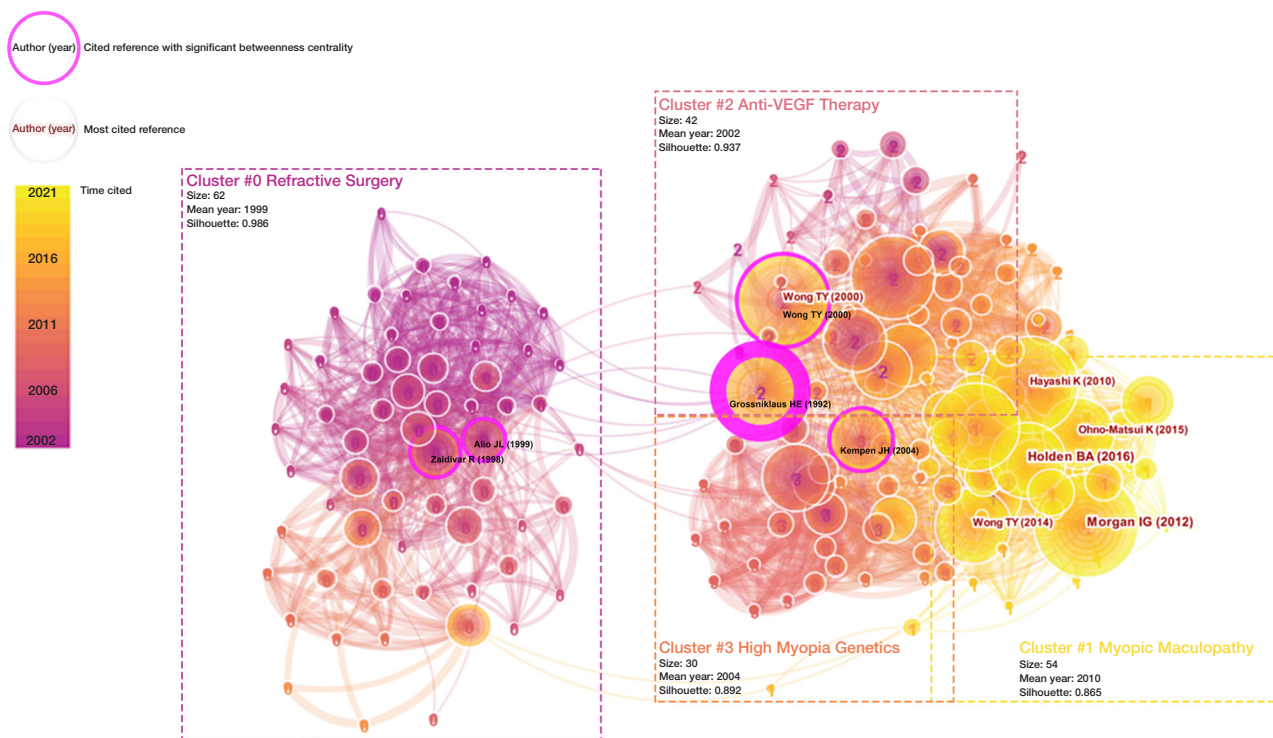 Author (year)
Cited reference with significant betweenness centrality
Author (year)
Most cited reference
Time cited
2021
2016
2011
2006
2002
Cluster #0 Refractive Surgery
Size: 62
Mean year: 1999
Silhouette: 0.986
Alio JL (1999)
Zaldivar R (1998)
Cluster #2 Anti-VEGF Therapy
Size: 42
Mean year: 2002
Silhouette: 0.937
Wong TY (2000)
Wong TY (2000)
Grossniklaus HE (1992)
Kempen JH (2004)
Hayashi K (2010)
Ohno-Matsui K (2015)
Holden BA (2016)
Wong TY (2014)
Morgan IG (2012)
Cluster #3 High Myopia Genetics
Size: 30
Mean year: 2004
Silhouette: 0.892
Cluster #1 Myopic Maculopathy
Size: 54
Mean year: 2010
Silhouette: 0.865